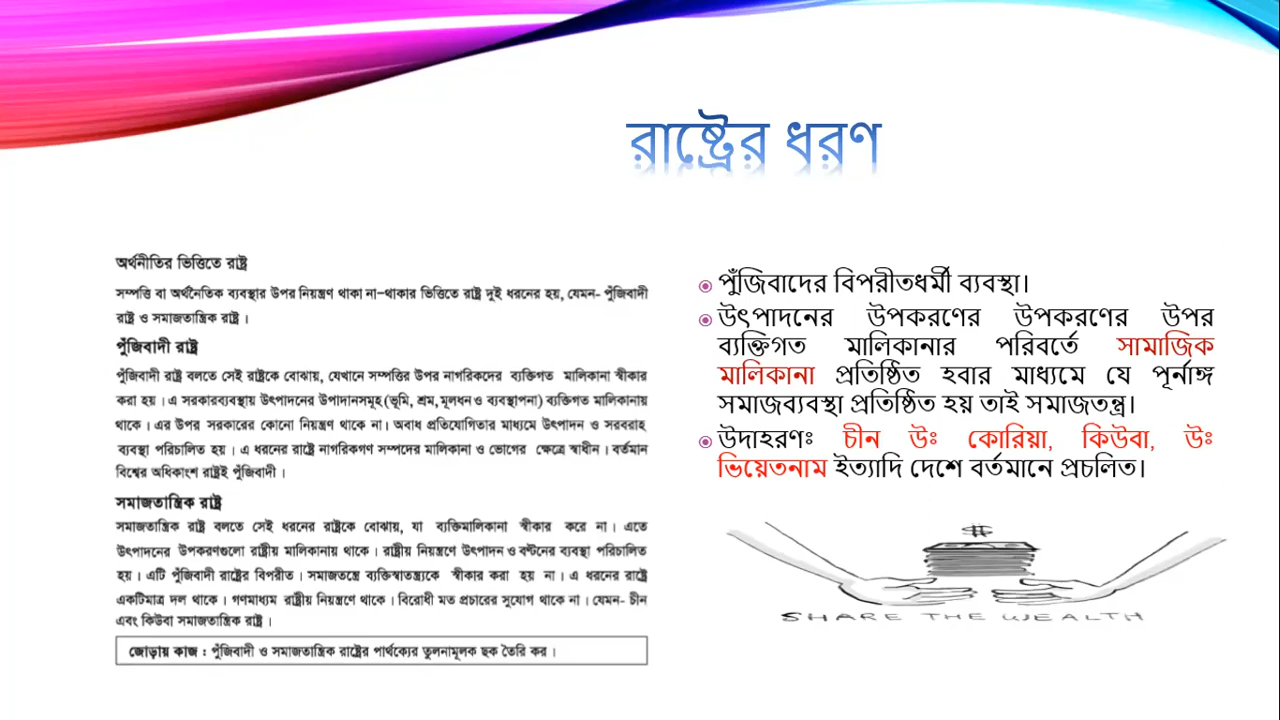 রাষ্ট্রের ধরণ
অর্থনীতির ভিত্তিতে রাষ্ট্র
সম্পত্তি বা অর্থনৈতিক ব্যবস্থার উপর নিয়ন্ত্রণ থাকা না-থাকার ভিত্তিতে রাষ্ট্র দুই ধরনের হয়, যেমন- পুঁজিবাদী
রাষ্ট্র ও সমাজতান্ত্রিক রাষ্ট্র ।
পুঁজিবাদী রাষ্ট্র
পুঁজিবাদী রাষ্ট্র বলতে সেই রাষ্ট্রকে বোঝায়, যেখানে সম্পত্তির উপর নাগরিকদের ব্যক্তিগত মালিকানা স্বীকার
করা হয় । এ সরকারব্যবস্থায় উৎপাদনের উপাদানসমূহ (ভূমি, শ্রম, মূলধন ও ব্যবস্থাপনা) ব্যক্তিগত মালিকানায়
থাকে । এর উপর সরকারের কোনো নিয়ন্ত্রণ থাকে না । অবাধ প্রতিযোগিতার মাধ্যমে উৎপাদন ও সরবরাহ
ব্যবস্থা পরিচালিত হয় । এ ধরনের রাষ্ট্রে নাগরিকগণ সম্পদের মালিকানা ও ভোগের ক্ষেত্রে স্বাধীন । বর্তমান
বিশ্বের অধিকাংশ রাষ্ট্রই পুঁজিবাদী ।
সমাজতান্ত্রিক রাষ্ট্র
সমাজতান্ত্রিক রাষ্ট্র বলতে সেই ধরনের রাষ্ট্রকে বোঝায়, যা ব্যক্তিমালিকানা স্বীকার করে না । এতে
উৎপাদনের উপকরণগুলো রাষ্ট্রীয় মালিকানায় থাকে । রাষ্ট্রীয় নিয়ন্ত্রণে উৎপাদন ও বণ্টনের ব্যবস্থা পরিচালিত
হয় । এটি পুঁজিবাদী রাষ্ট্রের বিপরীত । সমাজতন্ত্রে ব্যক্তিস্বাতন্ত্র্যকে স্বীকার করা হয় না । এ ধরনের রাষ্ট্রে
একটিমাত্র দল থাকে । গণমাধ্যম রাষ্ট্রীয় নিয়ন্ত্রণে থাকে । বিরোধী মত প্রচারের সুযোগ থাকে না । যেমন- চীন
এবং কিউবা সমাজতান্ত্রিক রাষ্ট্র ।
জোড়ায় কাজ : পুঁজিবাদী ও সমাজতান্ত্রিক রাষ্ট্রের পার্থক্যের তুলনামূলক ছক তৈরি কর ।
পুঁজিবাদের বিপরীতধর্মী ব্যবস্থা।
উৎপাদনের উপকরণের উপকরণের উপর
ব্যক্তিগত মালিকানার পরিবর্তে সামাজিক
মালিকানা প্রতিষ্ঠিত হবার মাধ্যমে যে পূর্নাঙ্গ
সমাজব্যবস্থা প্রতিষ্ঠিত হয় তাই সমাজতন্ত্র।
উদাহরণঃ চীন উঃ কোরিয়া, কিউবা, উঃ
ভিয়েতনাম ইত্যাদি দেশে বর্তমানে প্রচলিত।
$
SHARE THE WEALTH